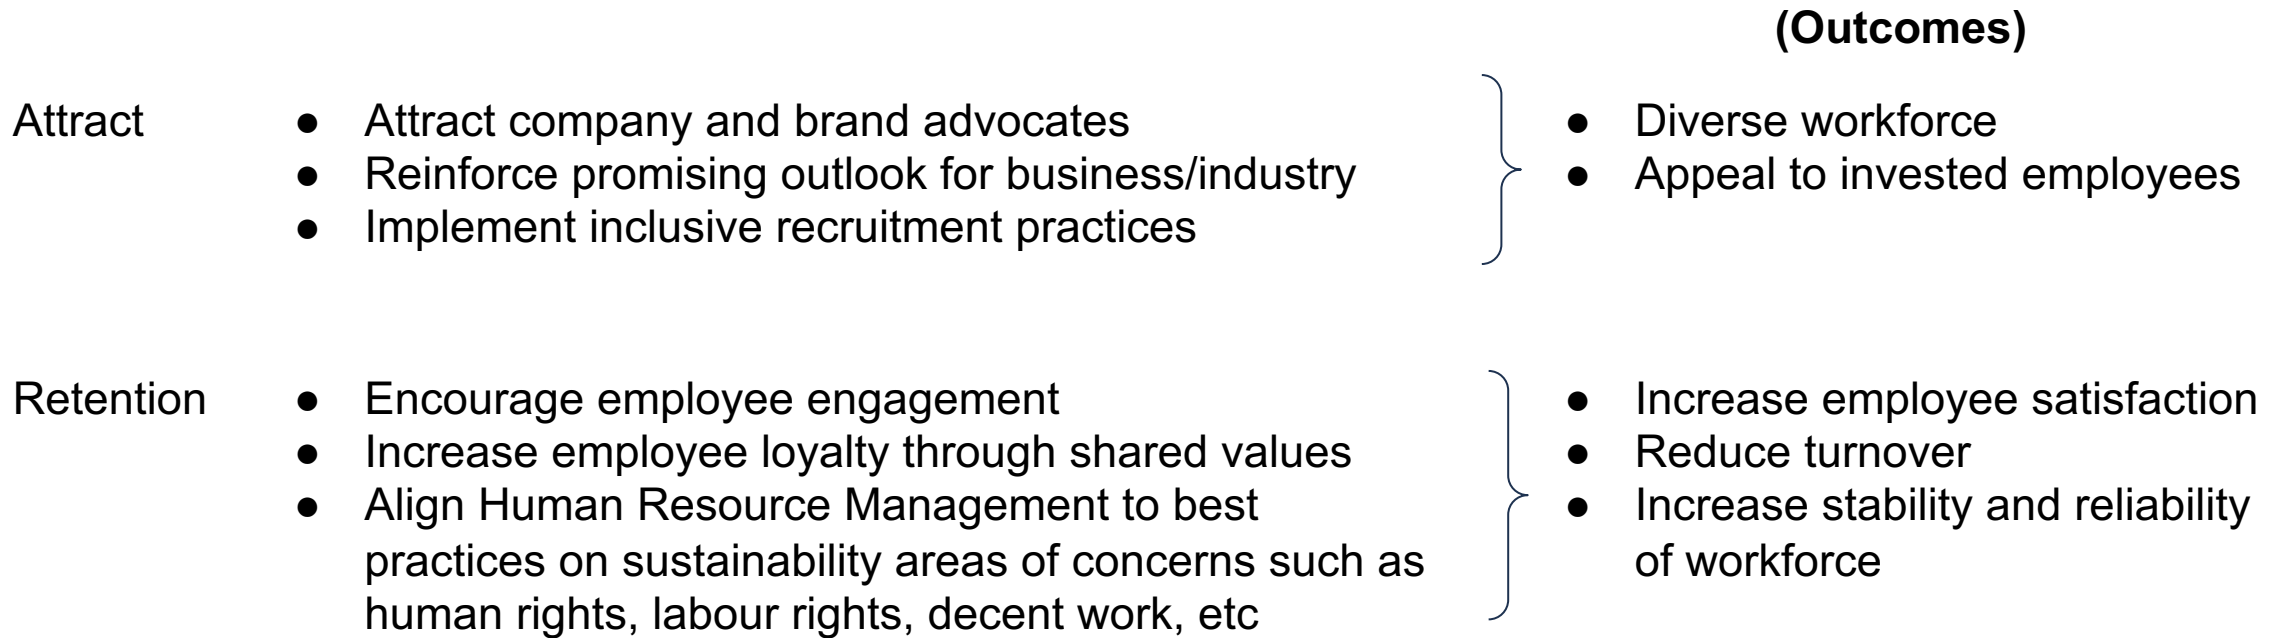 (Outcomes)
Attract
● Attract company and brand advocates
● Reinforce promising outlook for business/industry
● Implement inclusive recruitment practices
● Diverse workforce
● Appeal to invested employees
Retention
● Encourage employee engagement
● Increase employee loyalty through shared values
● Align Human Resource Management to best
practices on sustainability areas of concerns such as
human rights, labour rights, decent work, etc
● Increase employee satisfaction
● Reduce turnover
● Increase stability and reliability
of workforce